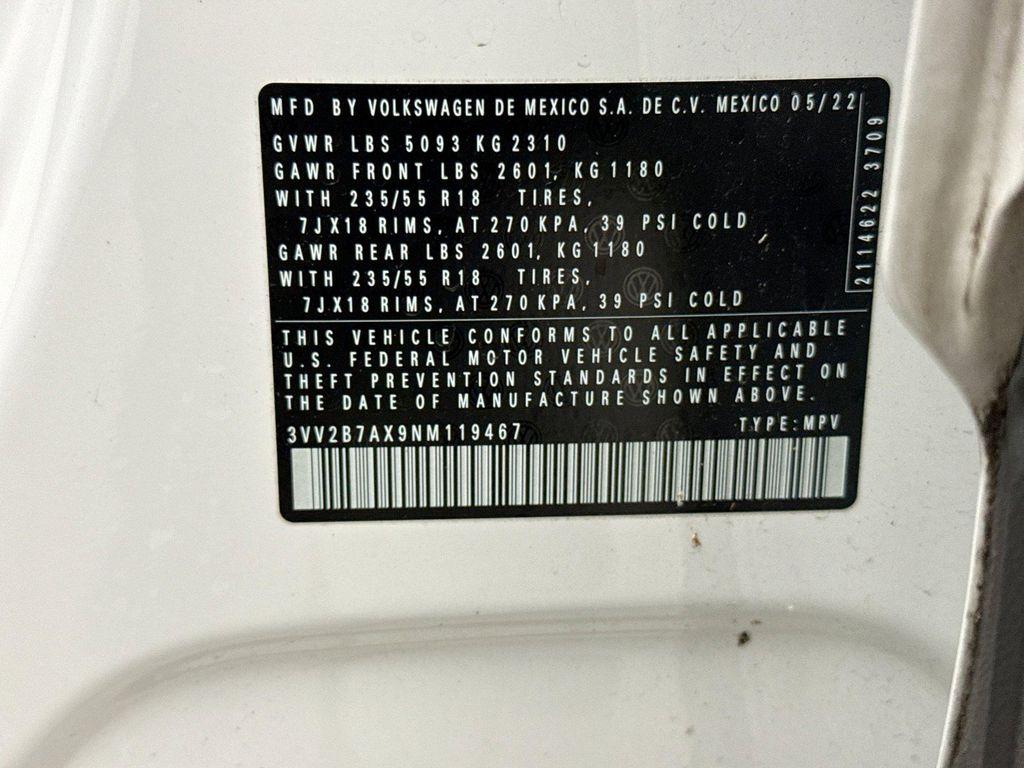 MFD BY VOLKSWAGEN DE MEXICO S.A. DE C.V. MEXICO 05/22
GVWR LBS 5093 KG 2310
GAWR FRONT LBS 2601, KG 1180
WITH 235/55 R18 TIRES,
7JX18 RIMS, AT 270 KPA, 39 PSI COLD
GAWR REAR LBS 2601, KG 1180
WITH 235/55 R18 TIRES,
7JX18 RIMS, AT 270 KPA, 39 PSI COLD
2114622 3709
THIS VEHICLE CONFORMS TO ALL APPLICABLE
U.S. FEDERAL MOTOR VEHICLE SAFETY AND
THEFT PREVENTION STANDARDS IN EFFECT ON
THE DATE OF MANUFACTURE SHOWN ABOVE.
3VV2B7AX9NM119467 TYPE: MPV